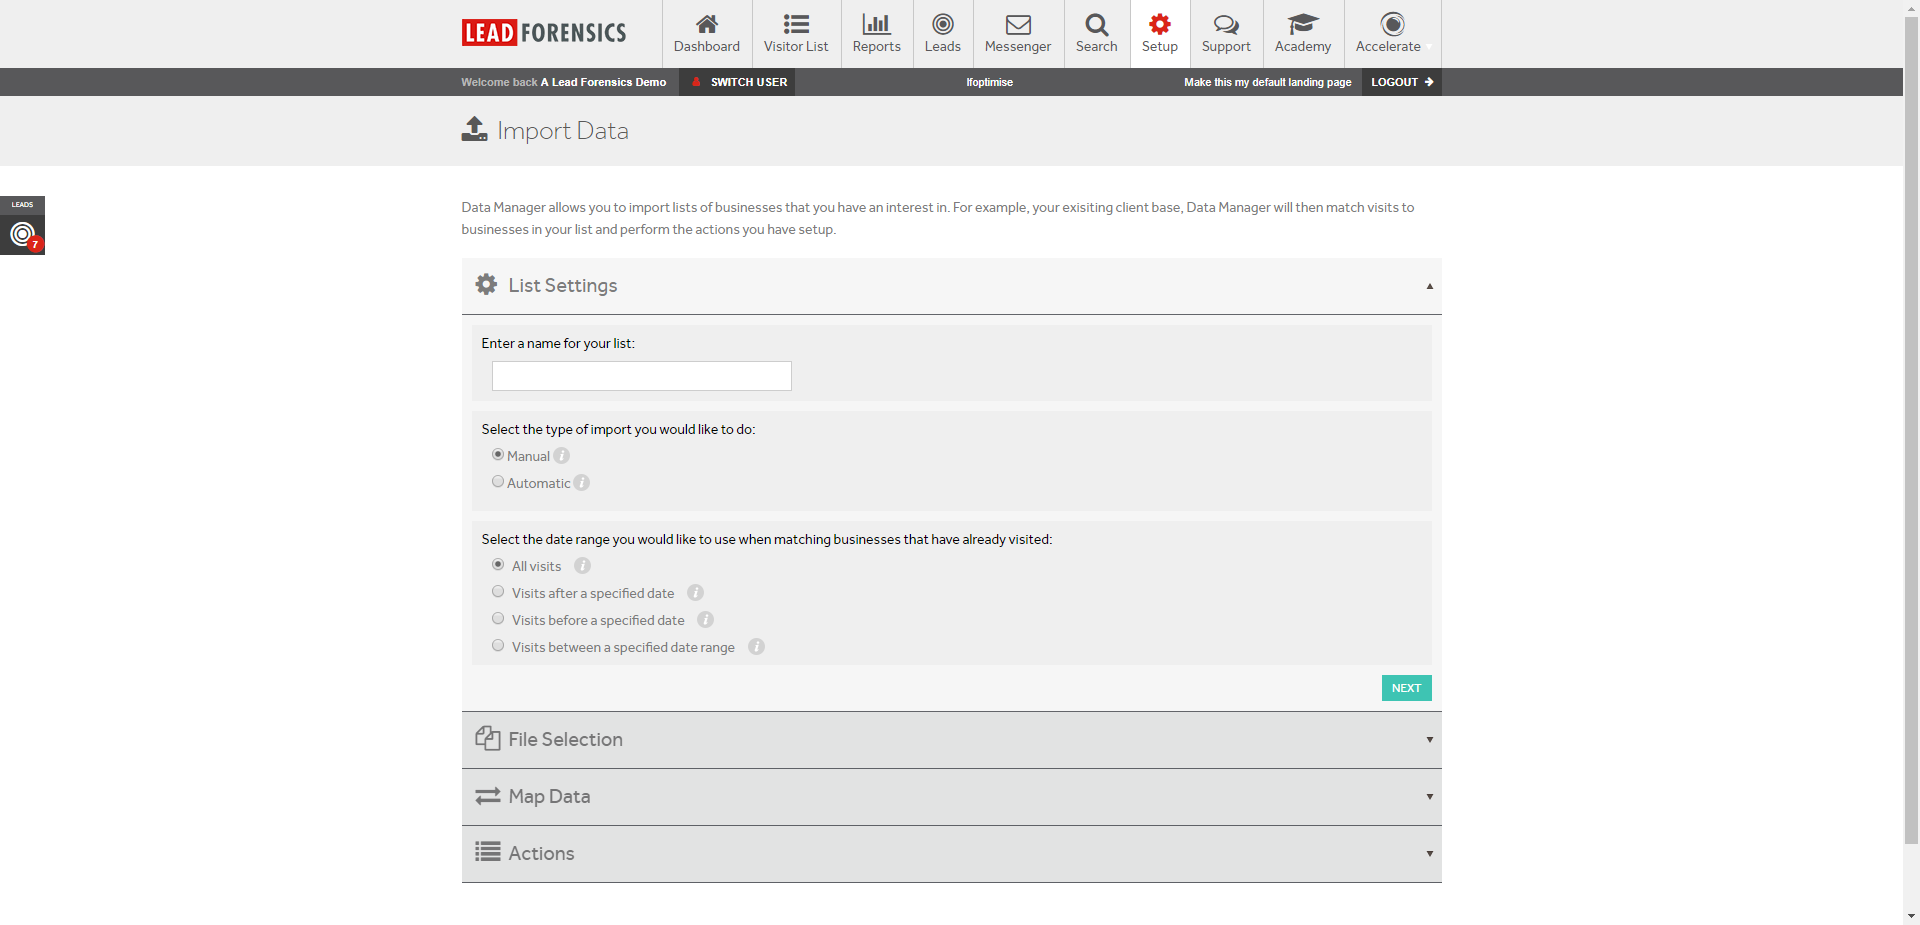 LEAD FORENSICS
Dashboard
Visitor List
Reports
Leads
Messenger
Search
Setup
Support
Academy
Accelerate
Welcome back A Lead Forensics Demo
SWITCH USER
lfoptimise
Make this my default landing page
LOGOUT
Import Data
LEADS
7
Data Manager allows you to import lists of businesses that you have an interest in. For example, your exisiting client base, Data Manager will then match visits to
businesses in your list and perform the actions you have setup.
List Settings
Enter a name for your list:
Select the type of import you would like to do:
Manual
Automatic
Select the date range you would like to use when matching businesses that have already visited:
All visits
Visits after a specified date
Visits before a specified date
Visits between a specified date range
NEXT
File Selection
Map Data
Actions